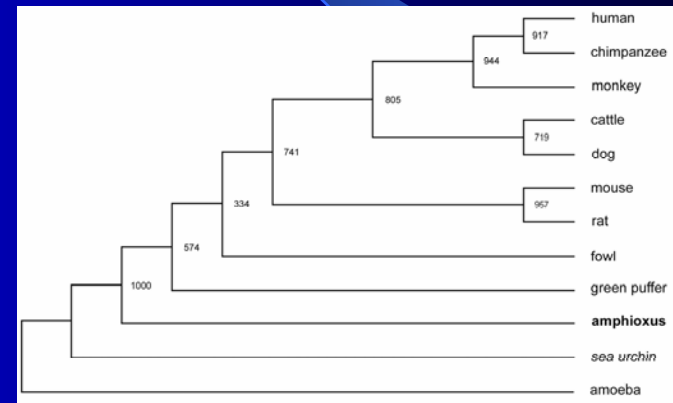 human
917
chimpanzee
944
monkey
805
cattle
719
dog
741
mouse
957
rat
334
fowl
574
green puffer
1000
amphioxus
sea urchin
amoeba